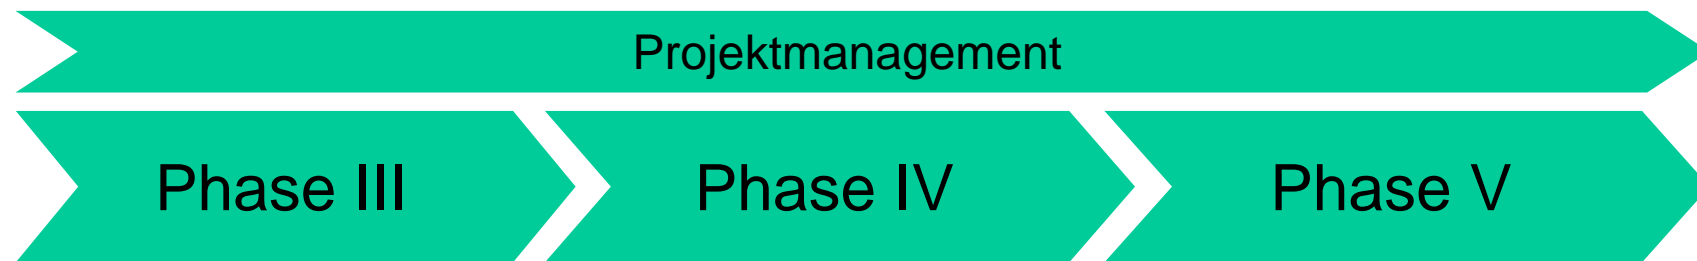 Projektmanagement
Phase III
Phase IV
Phase V